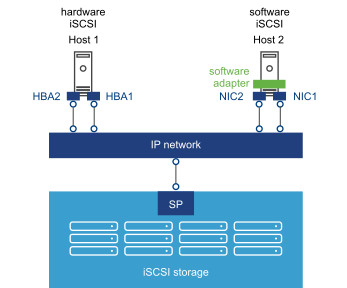 hardware
iSCSI
Host 1
software
iSCSI
Host 2
software
adapter
HBA2
HBA1
NIC2
NIC1
IP network
SP
iSCSI storage